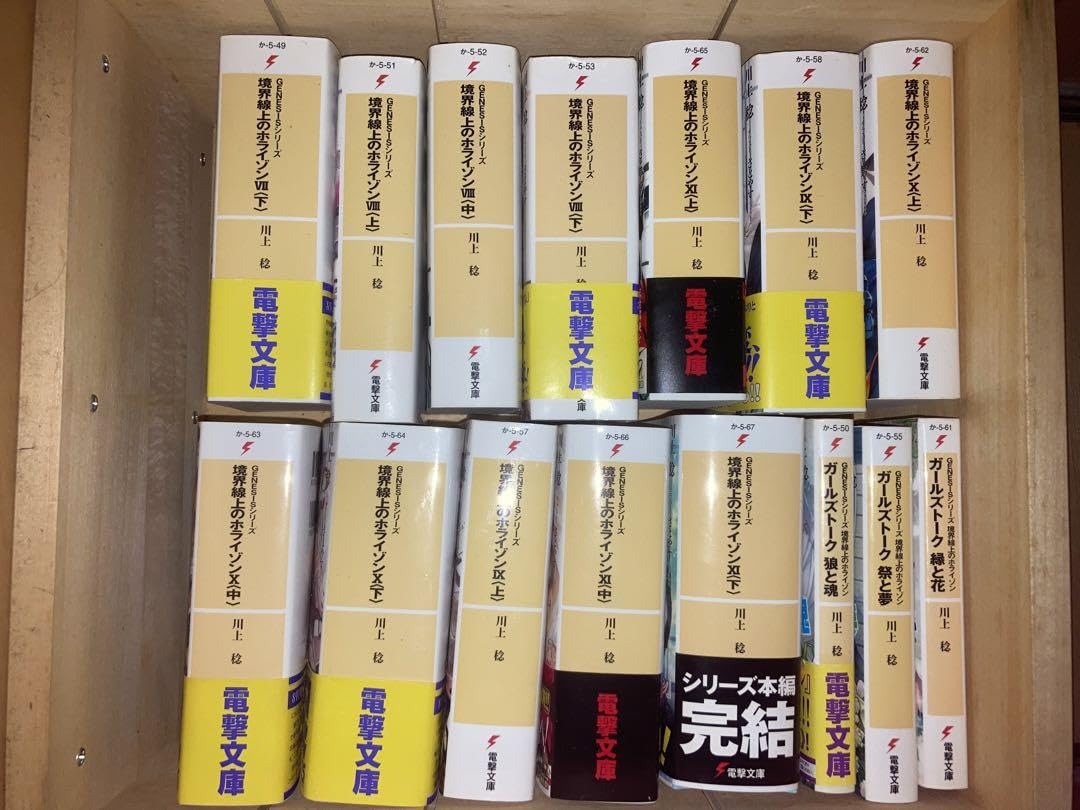 か-5-49
GENESISシリーズ
境界線上のホライゾンVII〈下〉
川上 稔
電撃文庫
か-5-51
GENESISシリーズ
境界線上のホライゾンVIII〈上〉
川上 稔
電撃文庫
か-5-52
GENESISシリーズ
境界線上のホライゾンVIII〈中〉
川上 稔
電撃文庫
か-5-53
GENESISシリーズ
境界線上のホライゾンVIII〈下〉
川上
電撃文庫
文庫
か-5-65
GENESISシリーズ
境界線上のホライゾンXI〈上〉
川上 稔
電撃文庫
か-5-58
GENESISシリーズ
境界線上のホライゾンIX〈下〉
川上 稔
電撃文庫
か-5-62
GENESISシリーズ
境界線上のホライゾンX〈上〉
川上 稔
電撃文庫
か-5-63
GENESISシリーズ
境界線上のホライゾンX〈中〉
川上 稔
電撃文庫
か-5-64
GENESISシリーズ
境界線上のホライゾンX〈下〉
川上 稔
電撃文庫
か-5-57
GENESISシリーズ
境界線上のホライゾンIX〈上〉
川上 稔
電撃文庫
か-5-66
GENESISシリーズ
境界線上のホライゾンXI〈中〉
川上 稔
電撃文庫
か-5-67
GENESISシリーズ
境界線上のホライゾンXI〈下〉
川上 稔
シリーズ本編
完結
電撃文庫
か-5-50
GENESISシリーズ 境界線上のホライゾン
ガールズトーク 狼と魂
川上 稔
電撃文庫
か-5-55
GENESISシリーズ 境界線上のホライゾン
ガールズトーク 祭と夢
川上 稔
電撃文庫
か-5-61
GENESISシリーズ 境界線上のホライゾン
ガールズトーク 縁と花
川上 稔
電撃文庫